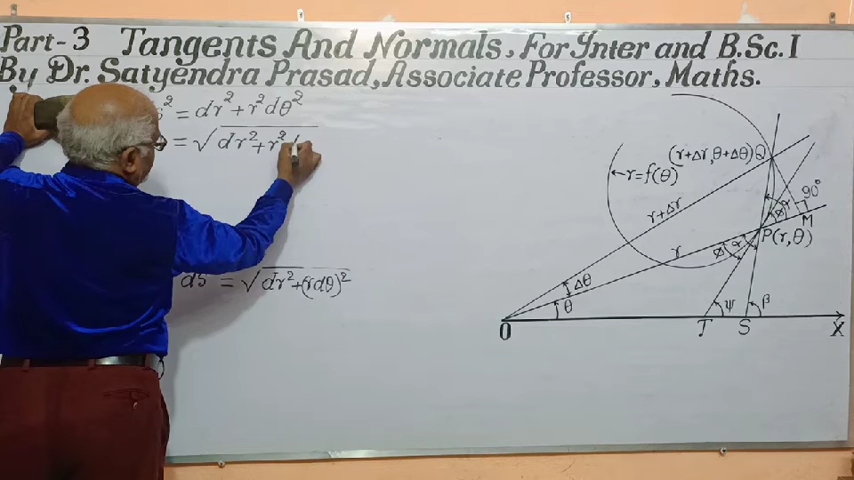 Part-3 Tangents And Normals, For Inter and B.Sc. I
By Dr. Satyendra Prasad, Associate Professor, Maths.
² = dr² + r²dθ²
= √dr² + r²
ds = √dr² + (rdθ)²
(r+Δr, θ+Δθ) Q
r = f(θ)
90°
r+Δr
M
r
P(r,θ)
ϕ
α
Δθ
θ
ψ
β
O
T
S
X